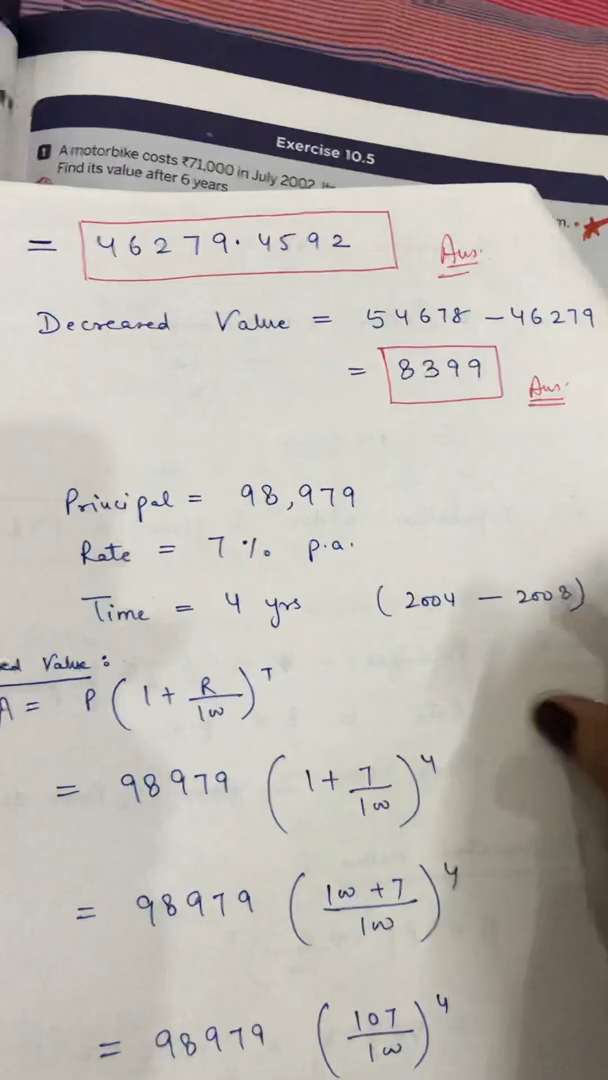 Exercise 10.5
1 A motorbike costs ₹71,000 in July 2002.
Find its value after 6 years
= 46279.4592 Ans.
Decreased Value = 54678 - 46279
= 8399 Ans.
Principal = 98,979
Rate = 7 % p.a.
Time = 4 yrs (2004 - 2008)
ed Value :
A = P (1 + R/100)^T
= 98979 (1 + 7/100)^4
= 98979 ((100 + 7)/100)^4
= 98979 (107/100)^4